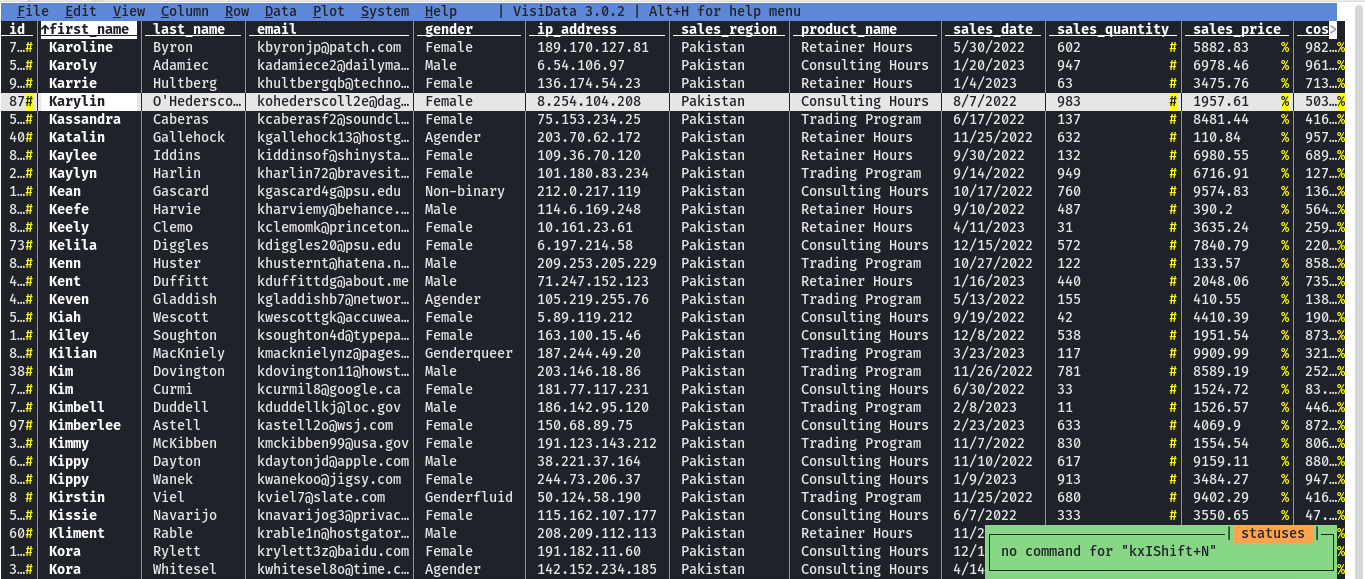 File Edit View Column Row Data Plot System Help | VisiData 3.0.2 | Alt+H for help menu
id ↑first_name last_name email gender ip_address sales_region product_name sales_date sales_quantity sales_price cos>
7…# Karoline Byron kbyronjp@patch.com Female 189.170.127.81 Pakistan Retainer Hours 5/30/2022 602 # 5882.83 % 982…%
5…# Karoly Adamiec kadamiece2@dailyma… Male 6.54.106.97 Pakistan Consulting Hours 1/20/2023 947 # 6978.46 % 961…%
9…# Karrie Hultberg khultbergqb@techno… Female 136.174.54.23 Pakistan Retainer Hours 1/4/2023 63 # 3475.76 % 713…%
87# Karylin O'Hedersco… kohederscoll2e@dag… Female 8.254.104.208 Pakistan Consulting Hours 8/7/2022 983 # 1957.61 % 503…%
5…# Kassandra Caberas kcaberasf2@soundcl… Female 75.153.234.25 Pakistan Trading Program 6/17/2022 137 # 8481.44 % 416…%
40# Katalin Gallehock kgallehock13@hostg… Agender 203.70.62.172 Pakistan Retainer Hours 11/25/2022 632 # 110.84 % 957…%
8…# Kaylee Iddins kiddinsof@shinysta… Female 109.36.70.120 Pakistan Retainer Hours 9/30/2022 132 # 6980.55 % 689…%
2…# Kaylyn Harlin kharlin72@bravesit… Female 101.180.83.234 Pakistan Trading Program 9/14/2022 949 # 6716.91 % 127…%
1…# Kean Gascard kgascard4g@psu.edu Non-binary 212.0.217.119 Pakistan Consulting Hours 10/17/2022 760 # 9574.83 % 136…%
8…# Keefe Harvie kharviemy@behance.… Male 114.6.169.248 Pakistan Retainer Hours 9/10/2022 487 # 390.2 % 564…%
8…# Keely Clemo kclemomk@princeton… Female 10.161.23.61 Pakistan Retainer Hours 4/11/2023 31 # 3635.24 % 259…%
73# Kelila Diggles kdiggles20@psu.edu Female 6.197.214.58 Pakistan Consulting Hours 12/15/2022 572 # 7840.79 % 220…%
8…# Kenn Huster khusternt@hatena.n… Male 209.253.205.229 Pakistan Trading Program 10/27/2022 122 # 133.57 % 858…%
4…# Kent Duffitt kduffittdg@about.me Male 71.247.152.123 Pakistan Retainer Hours 1/16/2023 440 # 2048.06 % 735…%
4…# Keven Gladdish kgladdishb7@networ… Agender 105.219.255.76 Pakistan Trading Program 5/13/2022 155 # 410.55 % 138…%
5…# Kiah Wescott kwescottgk@accuwea… Female 5.89.119.212 Pakistan Consulting Hours 9/19/2022 42 # 4410.39 % 190…%
1…# Kiley Soughton ksoughton4d@typepa… Female 163.100.15.46 Pakistan Consulting Hours 12/8/2022 538 # 1951.54 % 873…%
8…# Kilian MacKniely kmacknielynz@pages… Genderqueer 187.244.49.20 Pakistan Trading Program 3/23/2023 117 # 9909.99 % 321…%
38# Kim Dovington kdovington11@howst… Male 203.146.18.86 Pakistan Trading Program 11/26/2022 781 # 8589.19 % 252…%
7…# Kim Curmi kcurmil8@google.ca Female 181.77.117.231 Pakistan Consulting Hours 6/30/2022 33 # 1524.72 % 83.…%
7…# Kimbell Duddell kduddellkj@loc.gov Male 186.142.95.120 Pakistan Trading Program 2/8/2023 11 # 1526.57 % 446…%
97# Kimberlee Astell kastell2o@wsj.com Female 150.68.89.75 Pakistan Consulting Hours 2/23/2023 633 # 4069.9 % 872…%
3…# Kimmy McKibben kmckibben99@usa.gov Female 191.123.143.212 Pakistan Trading Program 11/7/2022 830 # 1554.54 % 806…%
6…# Kippy Dayton kdaytonjd@apple.com Male 38.221.37.164 Pakistan Consulting Hours 11/10/2022 617 # 9159.11 % 880…%
8…# Kippy Wanek kwanekoo@jigsy.com Female 244.73.206.37 Pakistan Consulting Hours 1/9/2023 913 # 3484.27 % 947…%
8 # Kirstin Viel kviel7@slate.com Genderfluid 50.124.58.190 Pakistan Trading Program 11/25/2022 680 # 9402.29 % 416…%
5…# Kissie Navarijo knavarijog3@privac… Female 115.162.107.177 Pakistan Consulting Hours 6/7/2022 333 # 3550.65 % 47.…%
60# Kliment Rable krable1n@hostgator… Male 208.209.112.113 Pakistan Retainer Hours 11/2 | statuses |
1…# Kora Rylett krylett3z@baidu.com Female 191.182.11.60 Pakistan Consulting Hours 12/1 no command for "kxIShift+N"
3…# Kora Whitesel kwhitesel8o@time.c… Agender 142.152.234.185 Pakistan Consulting Hours 4/14